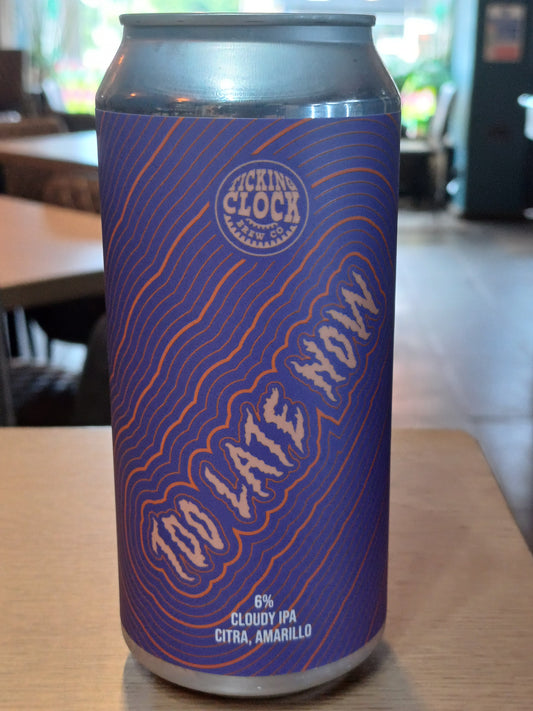 TICKING
CLOCK
BREW CO.
TOO LATE NOW
6%
CLOUDY IPA
CITRA, AMARILLO